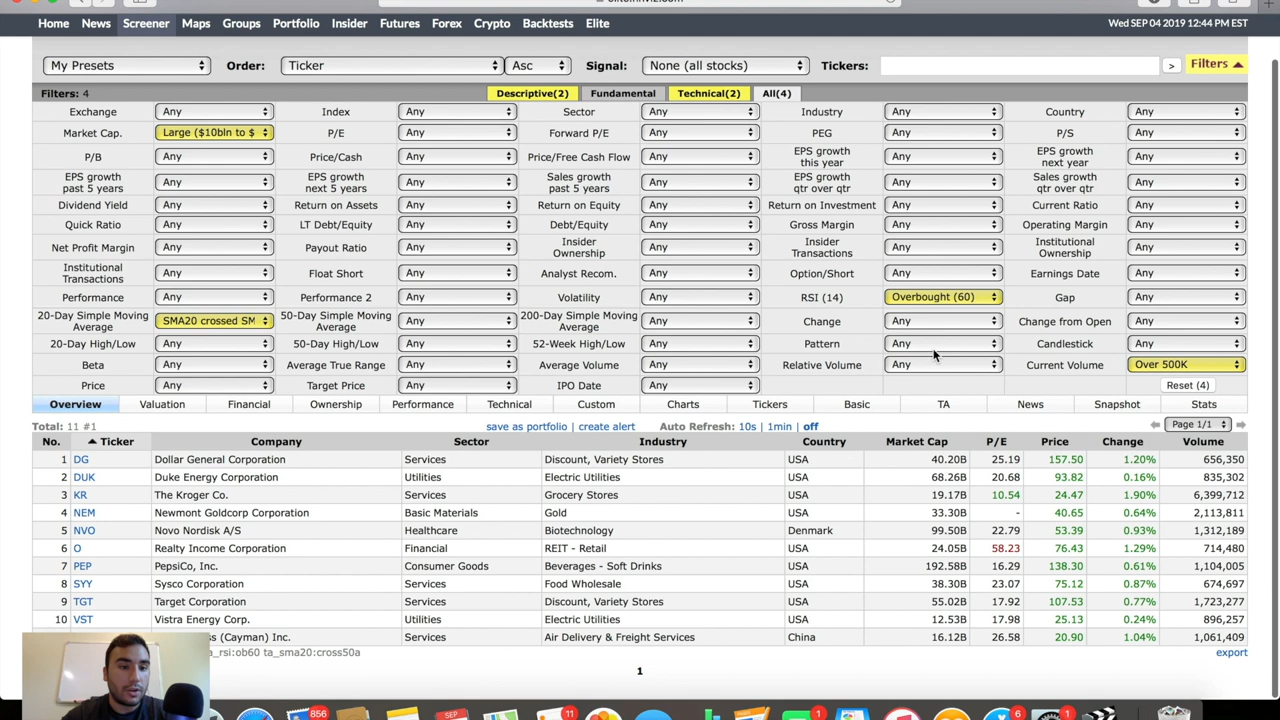 Home News Screener Maps Groups Portfolio Insider Futures Forex Crypto Backtests Elite Wed SEP 04 2019 12:44 PM EST
My Presets Order: Ticker Asc Signal: None (all stocks) Tickers: > Filters
Filters: 4 Descriptive(2) Fundamental Technical(2) All(4)
Exchange Any Index Any Sector Any Industry Any Country Any
Market Cap. Large ($10bln to $ P/E Any Forward P/E Any PEG Any P/S Any
P/B Any Price/Cash Any Price/Free Cash Flow Any EPS growth this year Any EPS growth next year Any
EPS growth past 5 years Any EPS growth next 5 years Any Sales growth past 5 years Any EPS growth qtr over qtr Any Sales growth qtr over qtr Any
Dividend Yield Any Return on Assets Any Return on Equity Any Return on Investment Any Current Ratio Any
Quick Ratio Any LT Debt/Equity Any Debt/Equity Any Gross Margin Any Operating Margin Any
Net Profit Margin Any Payout Ratio Any Insider Ownership Any Insider Transactions Any Institutional Ownership Any
Institutional Transactions Any Float Short Any Analyst Recom. Any Option/Short Any Earnings Date Any
Performance Any Performance 2 Any Volatility Any RSI (14) Overbought (60) Gap Any
20-Day Simple Moving Average SMA20 crossed SM 50-Day Simple Moving Average Any 200-Day Simple Moving Average Any Change Any Change from Open Any
20-Day High/Low Any 50-Day High/Low Any 52-Week High/Low Any Pattern Any Candlestick Any
Beta Any Average True Range Any Average Volume Any Relative Volume Any Current Volume Over 500K
Price Any Target Price Any IPO Date Any Reset (4)
Overview Valuation Financial Ownership Performance Technical Custom Charts Tickers Basic TA News Snapshot Stats
Total: 11 #1 save as portfolio | create alert Auto Refresh: 10s | 1min | off Page 1/1
No. Ticker Company Sector Industry Country Market Cap P/E Price Change Volume
1 DG Dollar General Corporation Services Discount, Variety Stores USA 40.20B 25.19 157.50 1.20% 656,350
2 DUK Duke Energy Corporation Utilities Electric Utilities USA 68.26B 20.68 93.82 0.16% 835,302
3 KR The Kroger Co. Services Grocery Stores USA 19.17B 10.54 24.47 1.90% 6,399,712
4 NEM Newmont Goldcorp Corporation Basic Materials Gold USA 33.30B - 40.65 0.64% 2,113,811
5 NVO Novo Nordisk A/S Healthcare Biotechnology Denmark 99.50B 22.79 53.39 0.93% 1,312,189
6 O Realty Income Corporation Financial REIT - Retail USA 24.05B 58.23 76.43 1.29% 714,480
7 PEP PepsiCo, Inc. Consumer Goods Beverages - Soft Drinks USA 192.58B 16.29 138.30 0.61% 1,104,005
8 SYY Sysco Corporation Services Food Wholesale USA 38.30B 23.07 75.12 0.87% 674,697
9 TGT Target Corporation Services Discount, Variety Stores USA 55.02B 17.92 107.53 0.77% 1,723,277
10 VST Vistra Energy Corp. Utilities Electric Utilities USA 12.53B 17.98 25.13 0.24% 896,257
(Cayman) Inc. Services Air Delivery & Freight Services China 16.12B 26.58 20.90 1.04% 1,061,409
_rsi:ob60 ta_sma20:cross50a export
1
856 SEP 11 1 6 1